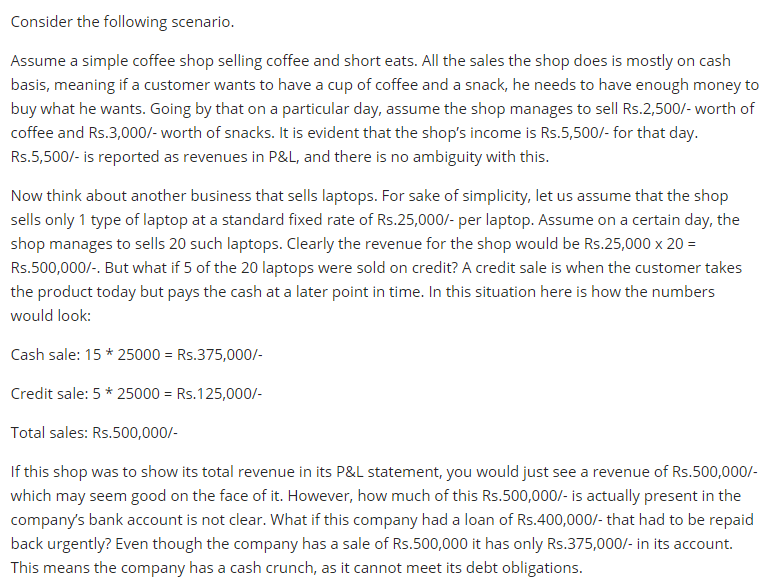 Consider the following scenario.
Assume a simple coffee shop selling coffee and short eats. All the sales the shop does is mostly on cash
basis, meaning if a customer wants to have a cup of coffee and a snack, he needs to have enough money to
buy what he wants. Going by that on a particular day, assume the shop manages to sell Rs.2,500/- worth of
coffee and Rs.3,000/- worth of snacks. It is evident that the shop's income is Rs.5,500/- for that day.
Rs.5,500/- is reported as revenues in P&L, and there is no ambiguity with this.
Now think about another business that sells laptops. For sake of simplicity, let us assume that the shop
sells only 1 type of laptop at a standard fixed rate of Rs.25,000/- per laptop. Assume on a certain day, the
shop manages to sells 20 such laptops. Clearly the revenue for the shop would be Rs.25,000 x 20 =
Rs.500,000/-. But what if 5 of the 20 laptops were sold on credit? A credit sale is when the customer takes
the product today but pays the cash at a later point in time. In this situation here is how the numbers
would look:
Cash sale: 15 * 25000 = Rs.375,000/-
Credit sale: 5 * 25000 = Rs.125,000/-
Total sales: Rs.500,000/-
If this shop was to show its total revenue in its P&L statement, you would just see a revenue of Rs.500,000/-
which may seem good on the face of it. However, how much of this Rs.500,000/- is actually present in the
company's bank account is not clear. What if this company had a loan of Rs.400,000/- that had to be repaid
back urgently? Even though the company has a sale of Rs.500,000 it has only Rs.375,000/- in its account.
This means the company has a cash crunch, as it cannot meet its debt obligations.